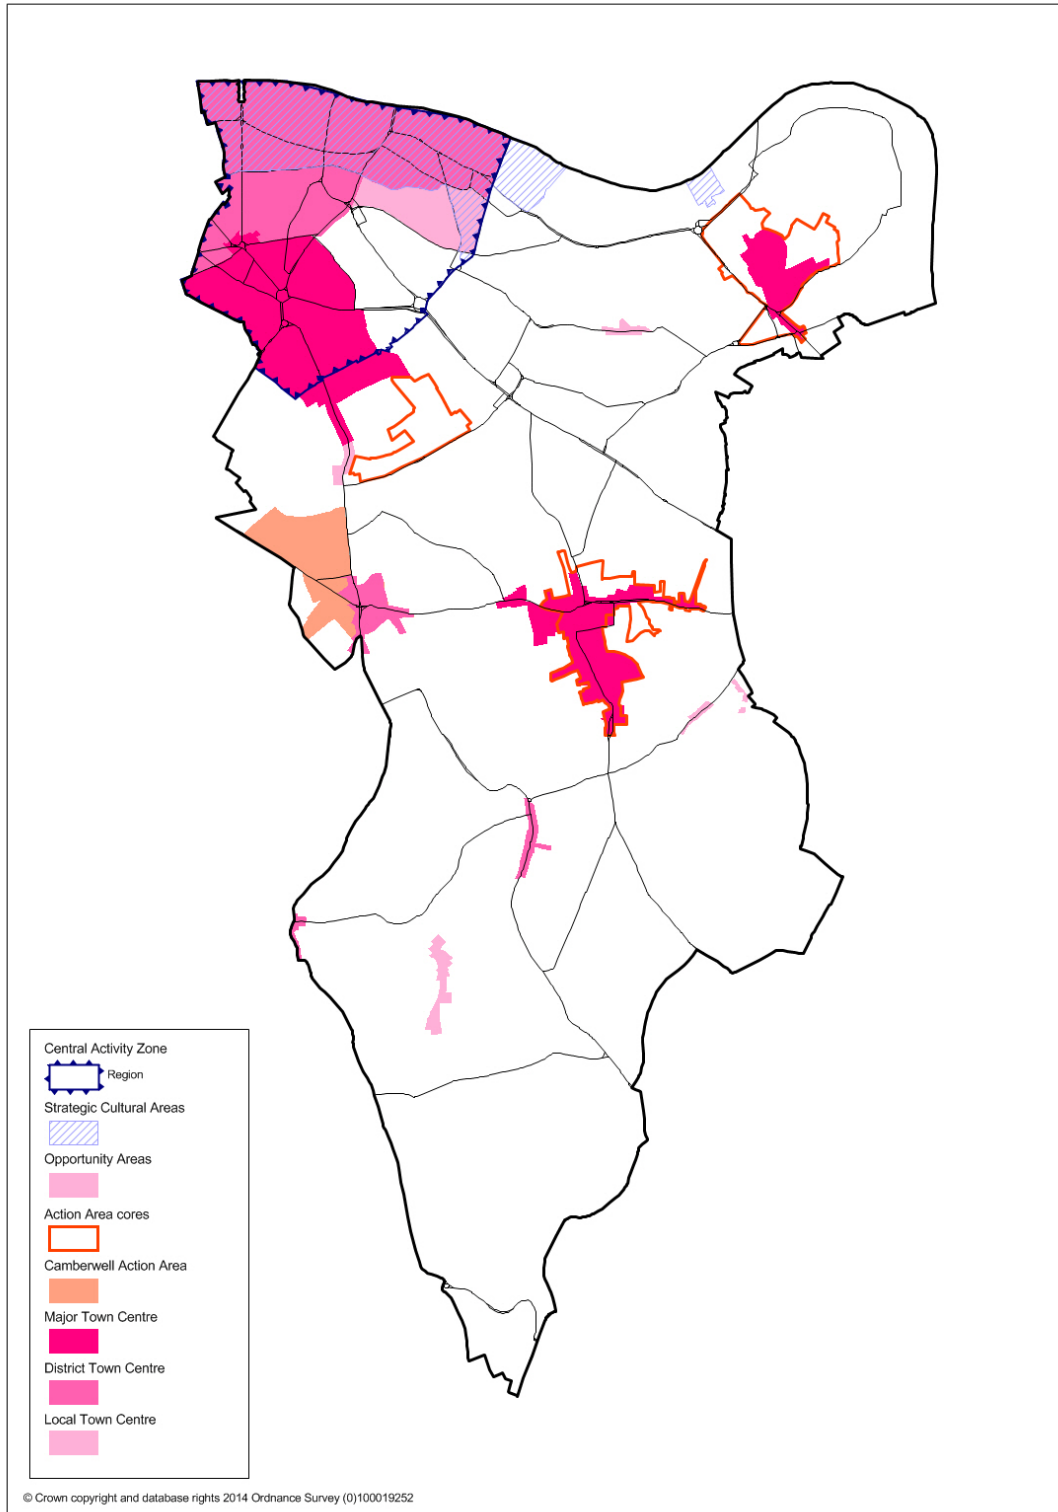 Central Activity Zone
Region
Strategic Cultural Areas
Opportunity Areas
Action Area cores
Camberwell Action Area
Major Town Centre
District Town Centre
Local Town Centre
© Crown copyright and database rights 2014 Ordnance Survey (0)100019252